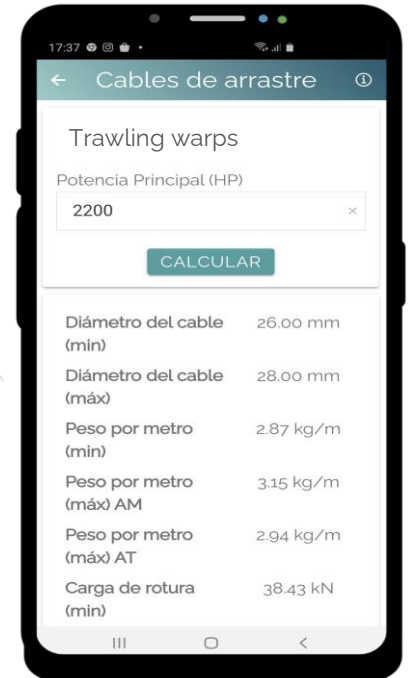 17:37
Cables de arrastre
Trawling warps
Potencia Principal (HP)
2200 ×
CALCULAR
Diámetro del cable 26.00 mm
(min)
Diámetro del cable 28.00 mm
(máx)
Peso por metro 2.87 kg/m
(min)
Peso por metro 3.15 kg/m
(máx) AM
Peso por metro 2.94 kg/m
(máx) AT
Carga de rotura 38.43 kN
(min)